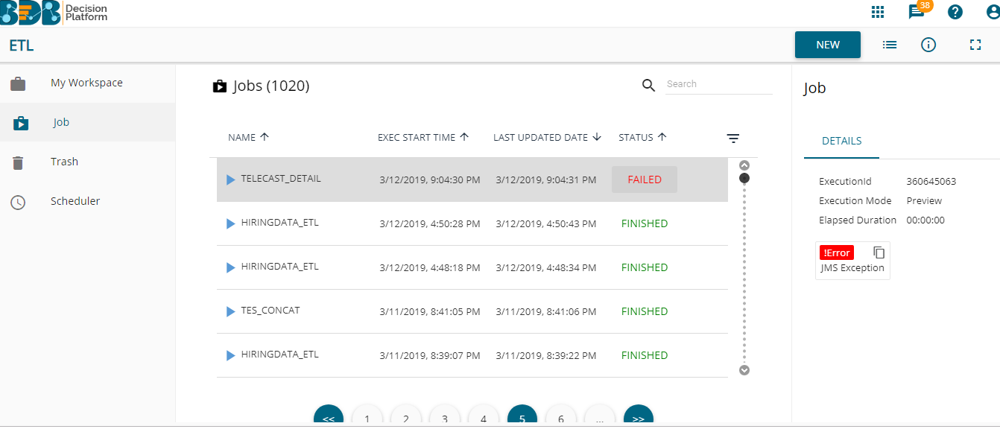 BDB Decision
Platform
38
ETL
NEW
My Workspace
Job
Trash
Scheduler
Jobs (1020)
Search
NAME EXEC START TIME LAST UPDATED DATE STATUS
TELECAST_DETAIL 3/12/2019, 9:04:30 PM 3/12/2019, 9:04:31 PM FAILED
HIRINGDATA_ETL 3/12/2019, 4:50:28 PM 3/12/2019, 4:50:43 PM FINISHED
HIRINGDATA_ETL 3/12/2019, 4:48:18 PM 3/12/2019, 4:48:34 PM FINISHED
TES_CONCAT 3/11/2019, 8:41:05 PM 3/11/2019, 8:41:06 PM FINISHED
HIRINGDATA_ETL 3/11/2019, 8:39:07 PM 3/11/2019, 8:39:22 PM FINISHED
<< 1 2 3 4 5 6 ... >>
Job
DETAILS
ExecutionId 360645063
Execution Mode Preview
Elapsed Duration 00:00:00
!Error
JMS Exception